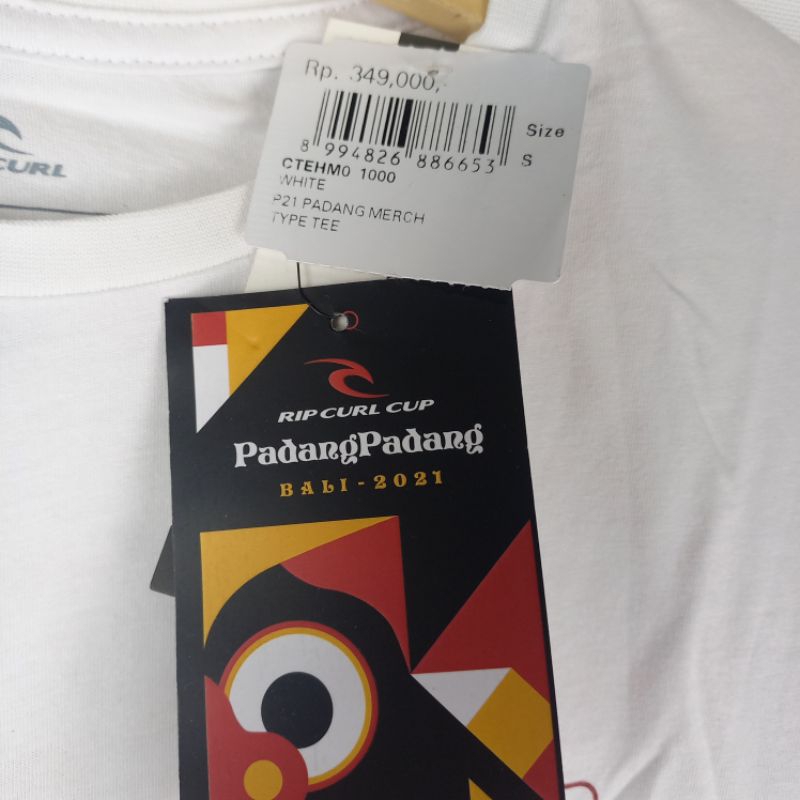 Rp. 349,000,-
8 994826 886653
Size
S
CTEHM0 1000
WHITE
P21 PADANG MERCH
TYPE TEE
CURL
RIP CURL CUP
PadangPadang
BALI - 2021